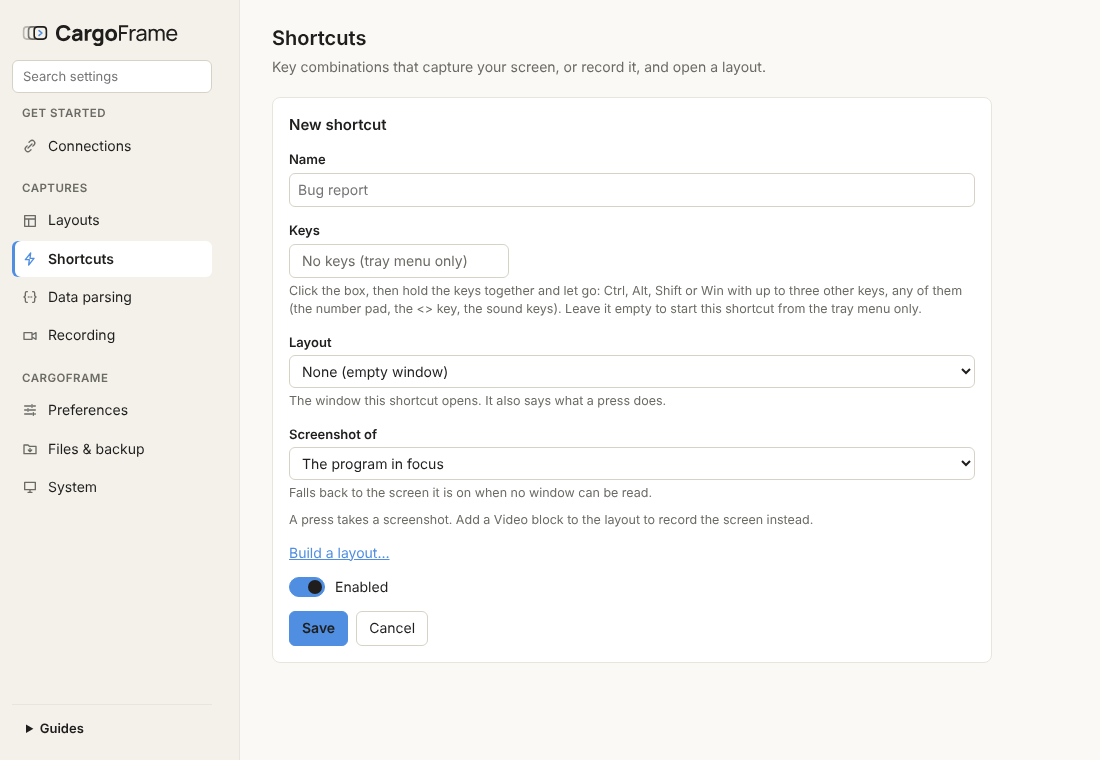 CargoFrame
Search settings
GET STARTED
Connections
CAPTURES
Layouts
Shortcuts
Data parsing
Recording
CARGOFRAME
Preferences
Files & backup
System
Guides
Shortcuts
Key combinations that capture your screen, or record it, and open a layout.
New shortcut
Name
Bug report
Keys
No keys (tray menu only)
Click the box, then hold the keys together and let go: Ctrl, Alt, Shift or Win with up to three other keys, any of them
(the number pad, the <> key, the sound keys). Leave it empty to start this shortcut from the tray menu only.
Layout
None (empty window)
The window this shortcut opens. It also says what a press does.
Screenshot of
The program in focus
Falls back to the screen it is on when no window can be read.
A press takes a screenshot. Add a Video block to the layout to record the screen instead.
Build a layout...
Enabled
Save
Cancel